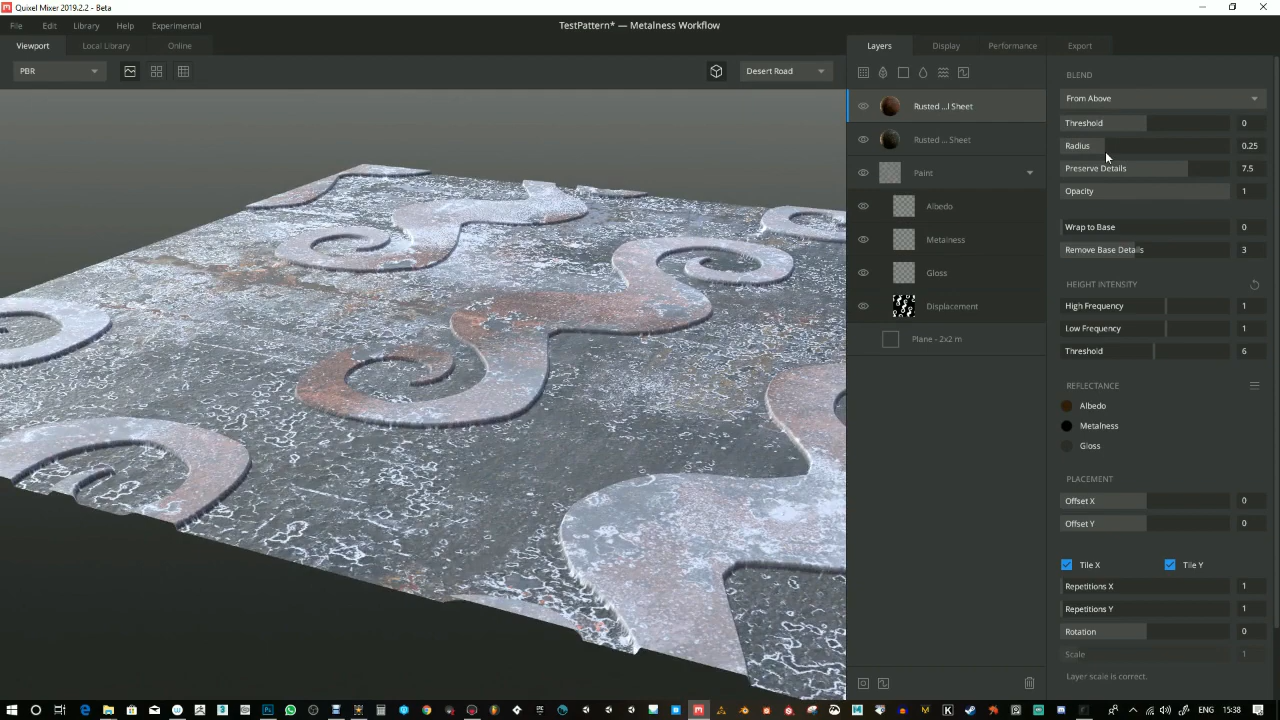 Quixel Mixer 2019.2.2 - Beta
File Edit Library Help Experimental
TestPattern* — Metalness Workflow
Viewport Local Library Online
Layers Display Performance Export
PBR
Desert Road
Rusted ...l Sheet
Rusted ... Sheet
Paint
Albedo
Metalness
Gloss
Displacement
Plane - 2x2 m
BLEND
From Above
Threshold 0
Radius 0.25
Preserve Details 7.5
Opacity 1
Wrap to Base 0
Remove Base Details 3
HEIGHT INTENSITY
High Frequency 1
Low Frequency 1
Threshold 6
REFLECTANCE
Albedo
Metalness
Gloss
PLACEMENT
Offset X 0
Offset Y 0
Tile X Tile Y
Repetitions X 1
Repetitions Y 1
Rotation 0
Scale 1
Layer scale is correct.
ENG 15:38